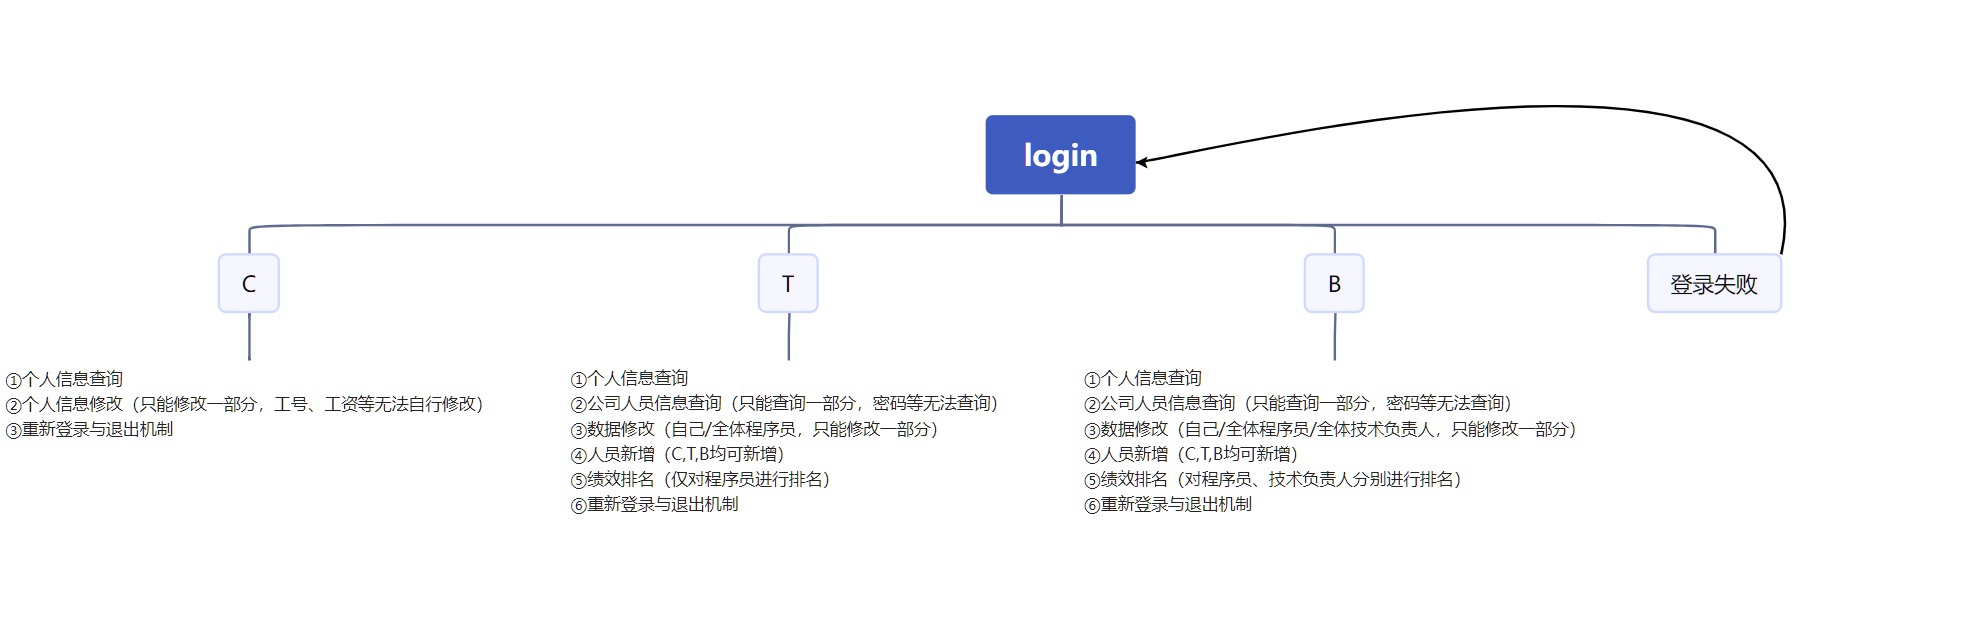 login
C
T
B
登录失败
①个人信息查询
②个人信息修改（只能修改一部分，工号、工资等无法自行修改）
③重新登录与退出机制
①个人信息查询
②公司人员信息查询（只能查询一部分，密码等无法查询）
③数据修改（自己/全体程序员，只能修改一部分）
④人员新增（C,T,B均可新增）
⑤绩效排名（仅对程序员进行排名）
⑥重新登录与退出机制
①个人信息查询
②公司人员信息查询（只能查询一部分，密码等无法查询）
③数据修改（自己/全体程序员/全体技术负责人，只能修改一部分）
④人员新增（C,T,B均可新增）
⑤绩效排名（对程序员、技术负责人分别进行排名）
⑥重新登录与退出机制